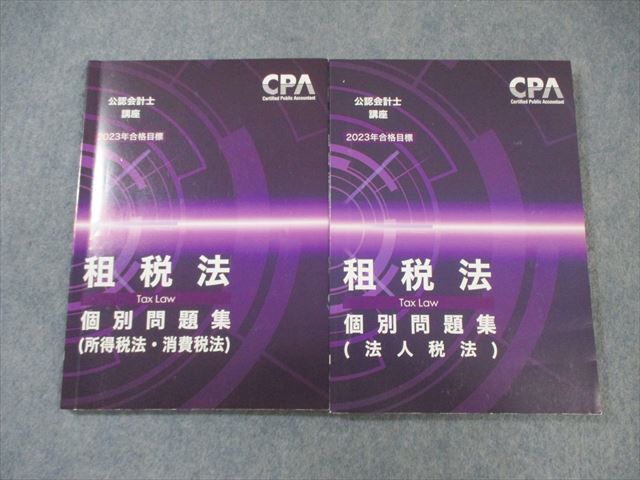 CPA
Certified Public Accountant
公認会計士
講座
2023年合格目標
租税法
Tax Law
個別問題集
(所得税法・消費税法)
CPA
Certified Public Accountant
公認会計士
講座
2023年合格目標
租税法
Tax Law
個別問題集
(法人税法)